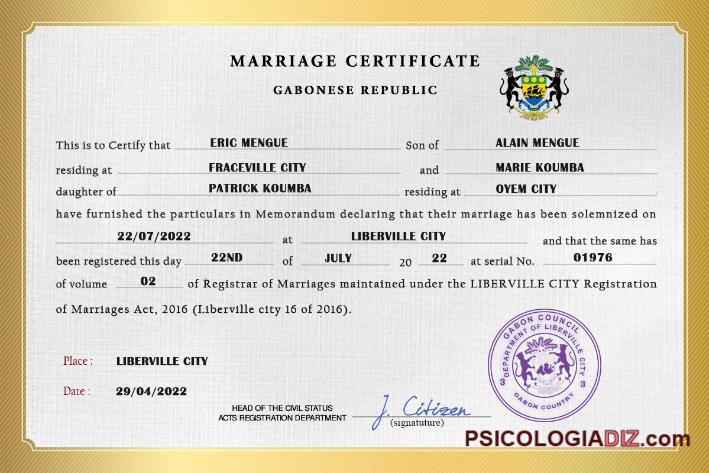 MARRIAGE CERTIFICATE
GABONESE REPUBLIC
This is to Certify that ERIC MENGUE Son of ALAIN MENGUE
residing at FRACEVILLE CITY and MARIE KOUMBA
daughter of PATRICK KOUMBA residing at OYEM CITY
have furnished the particulars in Memorandum declaring that their marriage has been solemnized on
22/07/2022 at LIBERVILLE CITY and that the same has
been registered this day 22ND of JULY 20 22 at serial No. 01976
of volume 02 of Registrar of Marriages maintained under the LIBERVILLE CITY Registration
of Marriages Act, 2016 (Liberville city 16 of 2016).
GABON COUNCIL
DEPARTMENT OF LIBERVILLE CITY
3 3
GABON COUNTRY
Place : LIBERVILLE CITY
Date : 29/04/2022
HEAD OF THE CIVIL STATUS
ACTS REGISTRATION DEPARTMENT J. Citizen
(signatuture)
PSICOLOGIADIZ.com